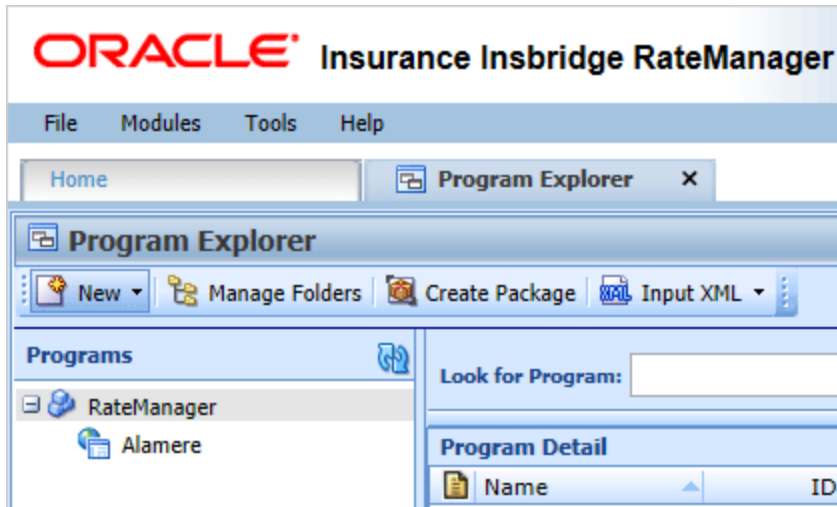 ORACLE Insurance Insbridge RateManager
File Modules Tools Help
Home Program Explorer x
Program Explorer
New Manage Folders Create Package XML Input XML
Programs
Look for Program:
RateManager
Alamere
Program Detail
Name ID